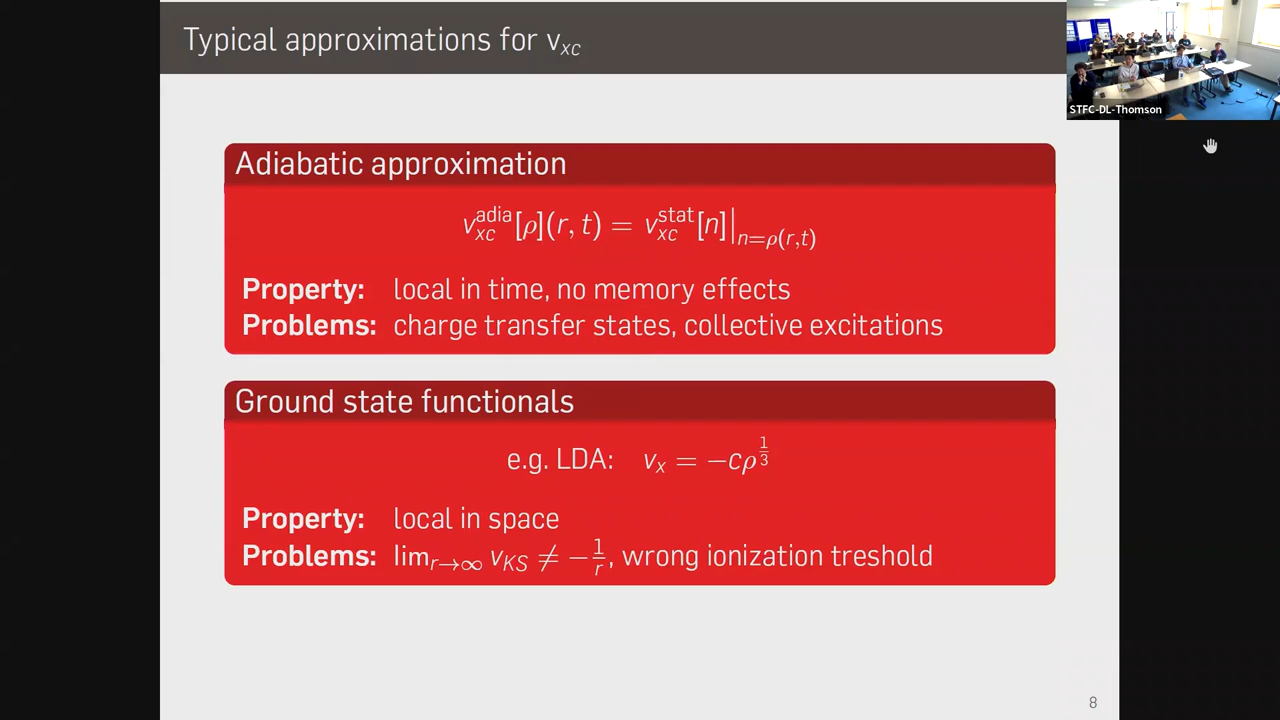 Typical approximations for v_xc
STFC-DL-Thomson
Adiabatic approximation
v_xc^adia[ρ](r, t) = v_xc^stat[n]|_n=ρ(r,t)
Property: local in time, no memory effects
Problems: charge transfer states, collective excitations
Ground state functionals
e.g. LDA: v_x = −cρ^(1/3)
Property: local in space
Problems: lim_r→∞ v_KS ≠ −1/r, wrong ionization treshold
8